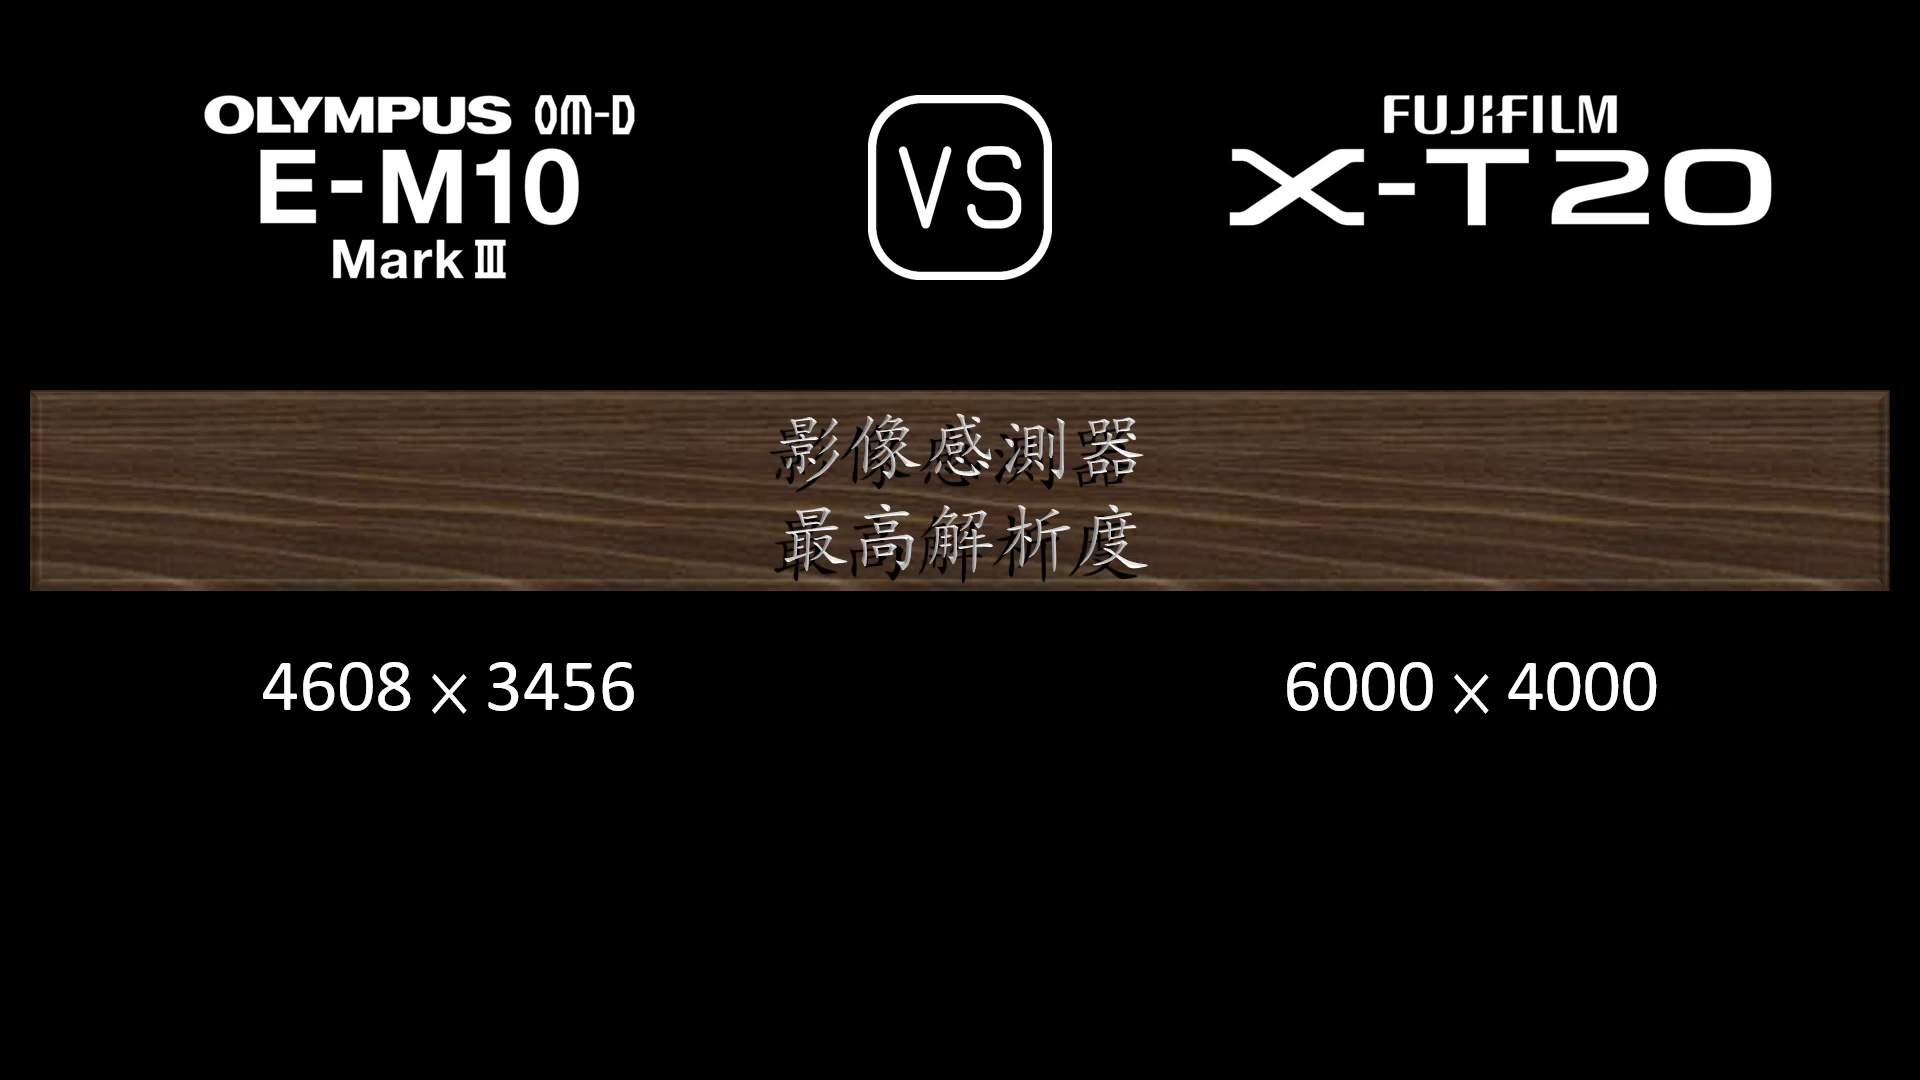 OLYMPUS OM-D
E-M10
Mark III
VS
FUJIFILM
X-T20
影像感測器
最高解析度
4608 x 3456
6000 x 4000